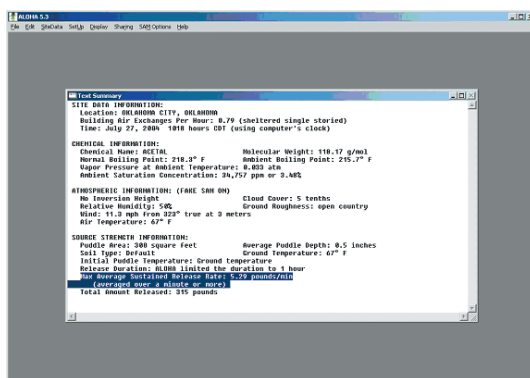 ALOHA 5.3
File Edit SiteData SetUp Display Sharing SAM Options Help
Text Summary
SITE DATA INFORMATION:
Location: OKLAHOMA CITY, OKLAHOMA
Building Air Exchanges Per Hour: 0.79 (sheltered single storied)
Time: July 27, 2004 1018 hours CDT (using computer's clock)
CHEMICAL INFORMATION:
Chemical Name: ACETAL Molecular Weight: 118.17 g/mol
Normal Boiling Point: 218.3° F Ambient Boiling Point: 215.7° F
Vapor Pressure at Ambient Temperature: 0.033 atm
Ambient Saturation Concentration: 34,757 ppm or 3.48%
ATMOSPHERIC INFORMATION: (FAKE SAM ON)
No Inversion Height Cloud Cover: 5 tenths
Relative Humidity: 50% Ground Roughness: open country
Wind: 11.3 mph from 323° true at 3 meters
Air Temperature: 67° F
SOURCE STRENGTH INFORMATION:
Puddle Area: 300 square feet Average Puddle Depth: 0.5 inches
Soil Type: Default Ground Temperature: 67° F
Initial Puddle Temperature: Ground temperature
Release Duration: ALOHA limited the duration to 1 hour
Max Average Sustained Release Rate: 5.29 pounds/min
(averaged over a minute or more)
Total Amount Released: 315 pounds